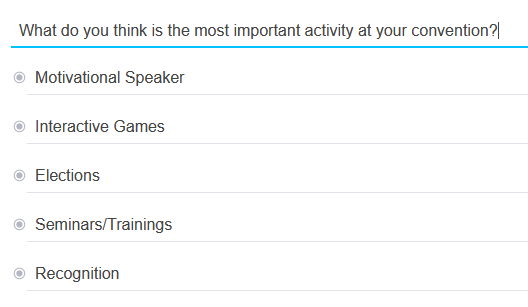 What do you think is the most important activity at your convention?
Motivational Speaker
Interactive Games
Elections
Seminars/Trainings
Recognition